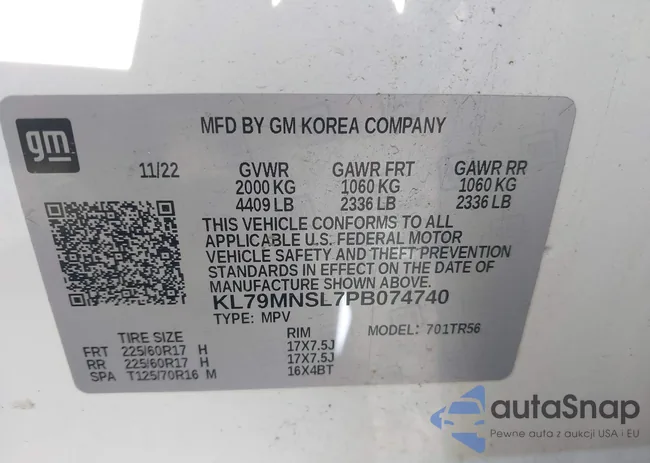 gm
MFD BY GM KOREA COMPANY
11/22 GVWR GAWR FRT GAWR RR
2000 KG 1060 KG 1060 KG
4409 LB 2336 LB 2336 LB
THIS VEHICLE CONFORMS TO ALL
APPLICABLE U.S. FEDERAL MOTOR
VEHICLE SAFETY AND THEFT PREVENTION
STANDARDS IN EFFECT ON THE DATE OF
MANUFACTURE SHOWN ABOVE.
KL79MNSL7PB074740
TYPE: MPV MODEL: 701TR56
TIRE SIZE RIM
FRT 225/60R17 H 17X7.5J
RR 225/60R17 H 17X7.5J
SPA T125/70R16 M 16X4BT
autaSnap
Pewne auta z aukcji USA i EU